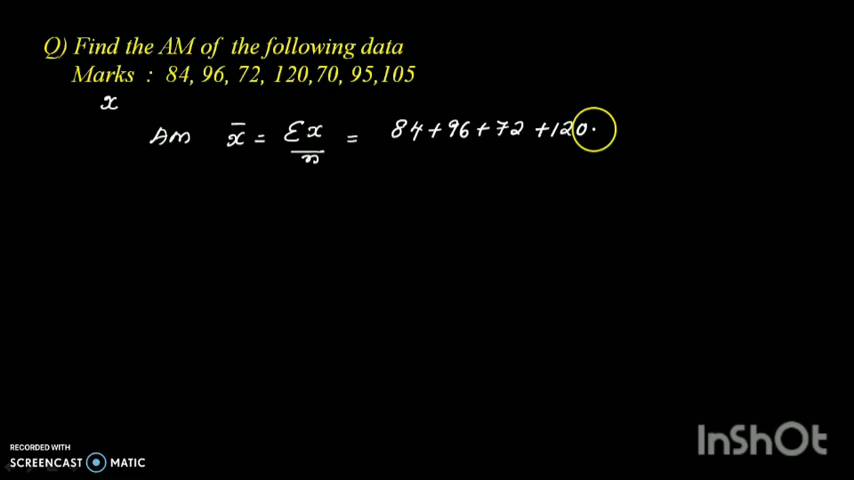 Q) Find the AM of the following data
Marks : 84, 96, 72, 120,70, 95,105
x
AM x̄ = Σx/n = 84+96+72+120
RECORDED WITH
SCREENCAST MATIC
InShOt